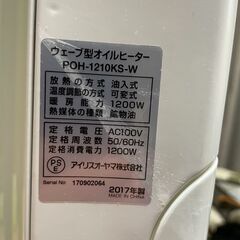 ウェーブ型オイルヒーター
POH-1210KS-W
放熱の方式 油入式
温度調節の方式 可変式
暖房能力 1200W
熱媒体の種類 鉱物油
定格電圧 AC100V
定格周波数 50/60Hz
定格消費電力 1200W
PSE
アイリスオーヤマ株式会社
Serial No: 170902064
2017年製
MADE IN CHINA